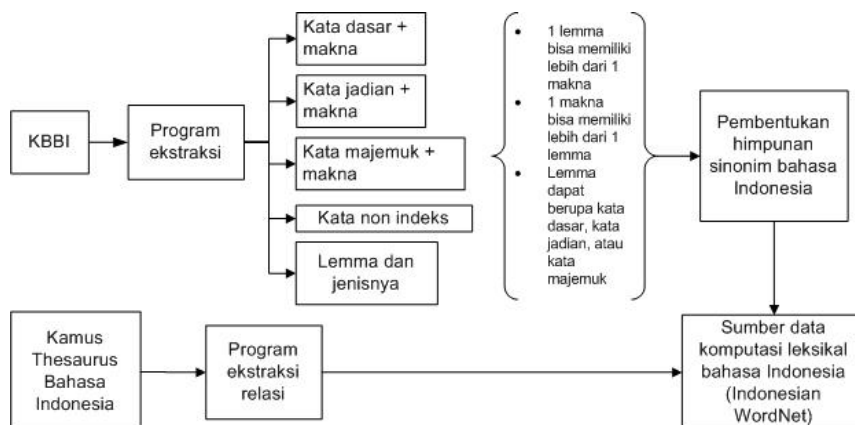 KBBI
Program
ekstraksi
Kata dasar +
makna
Kata jadian +
makna
Kata majemuk +
makna
Kata non indeks
Lemma dan
jenisnya
• 1 lemma
bisa memiliki
lebih dari 1
makna
• 1 makna
bisa memiliki
lebih dari 1
lemma
• Lemma
dapat
berupa kata
dasar, kata
jadian, atau
kata
majemuk
Pembentukan
himpunan
sinonim bahasa
Indonesia
Kamus
Thesaurus
Bahasa
Indonesia
Program
ekstraksi
relasi
Sumber data
komputasi leksikal
bahasa Indonesia
(Indonesian
WordNet)